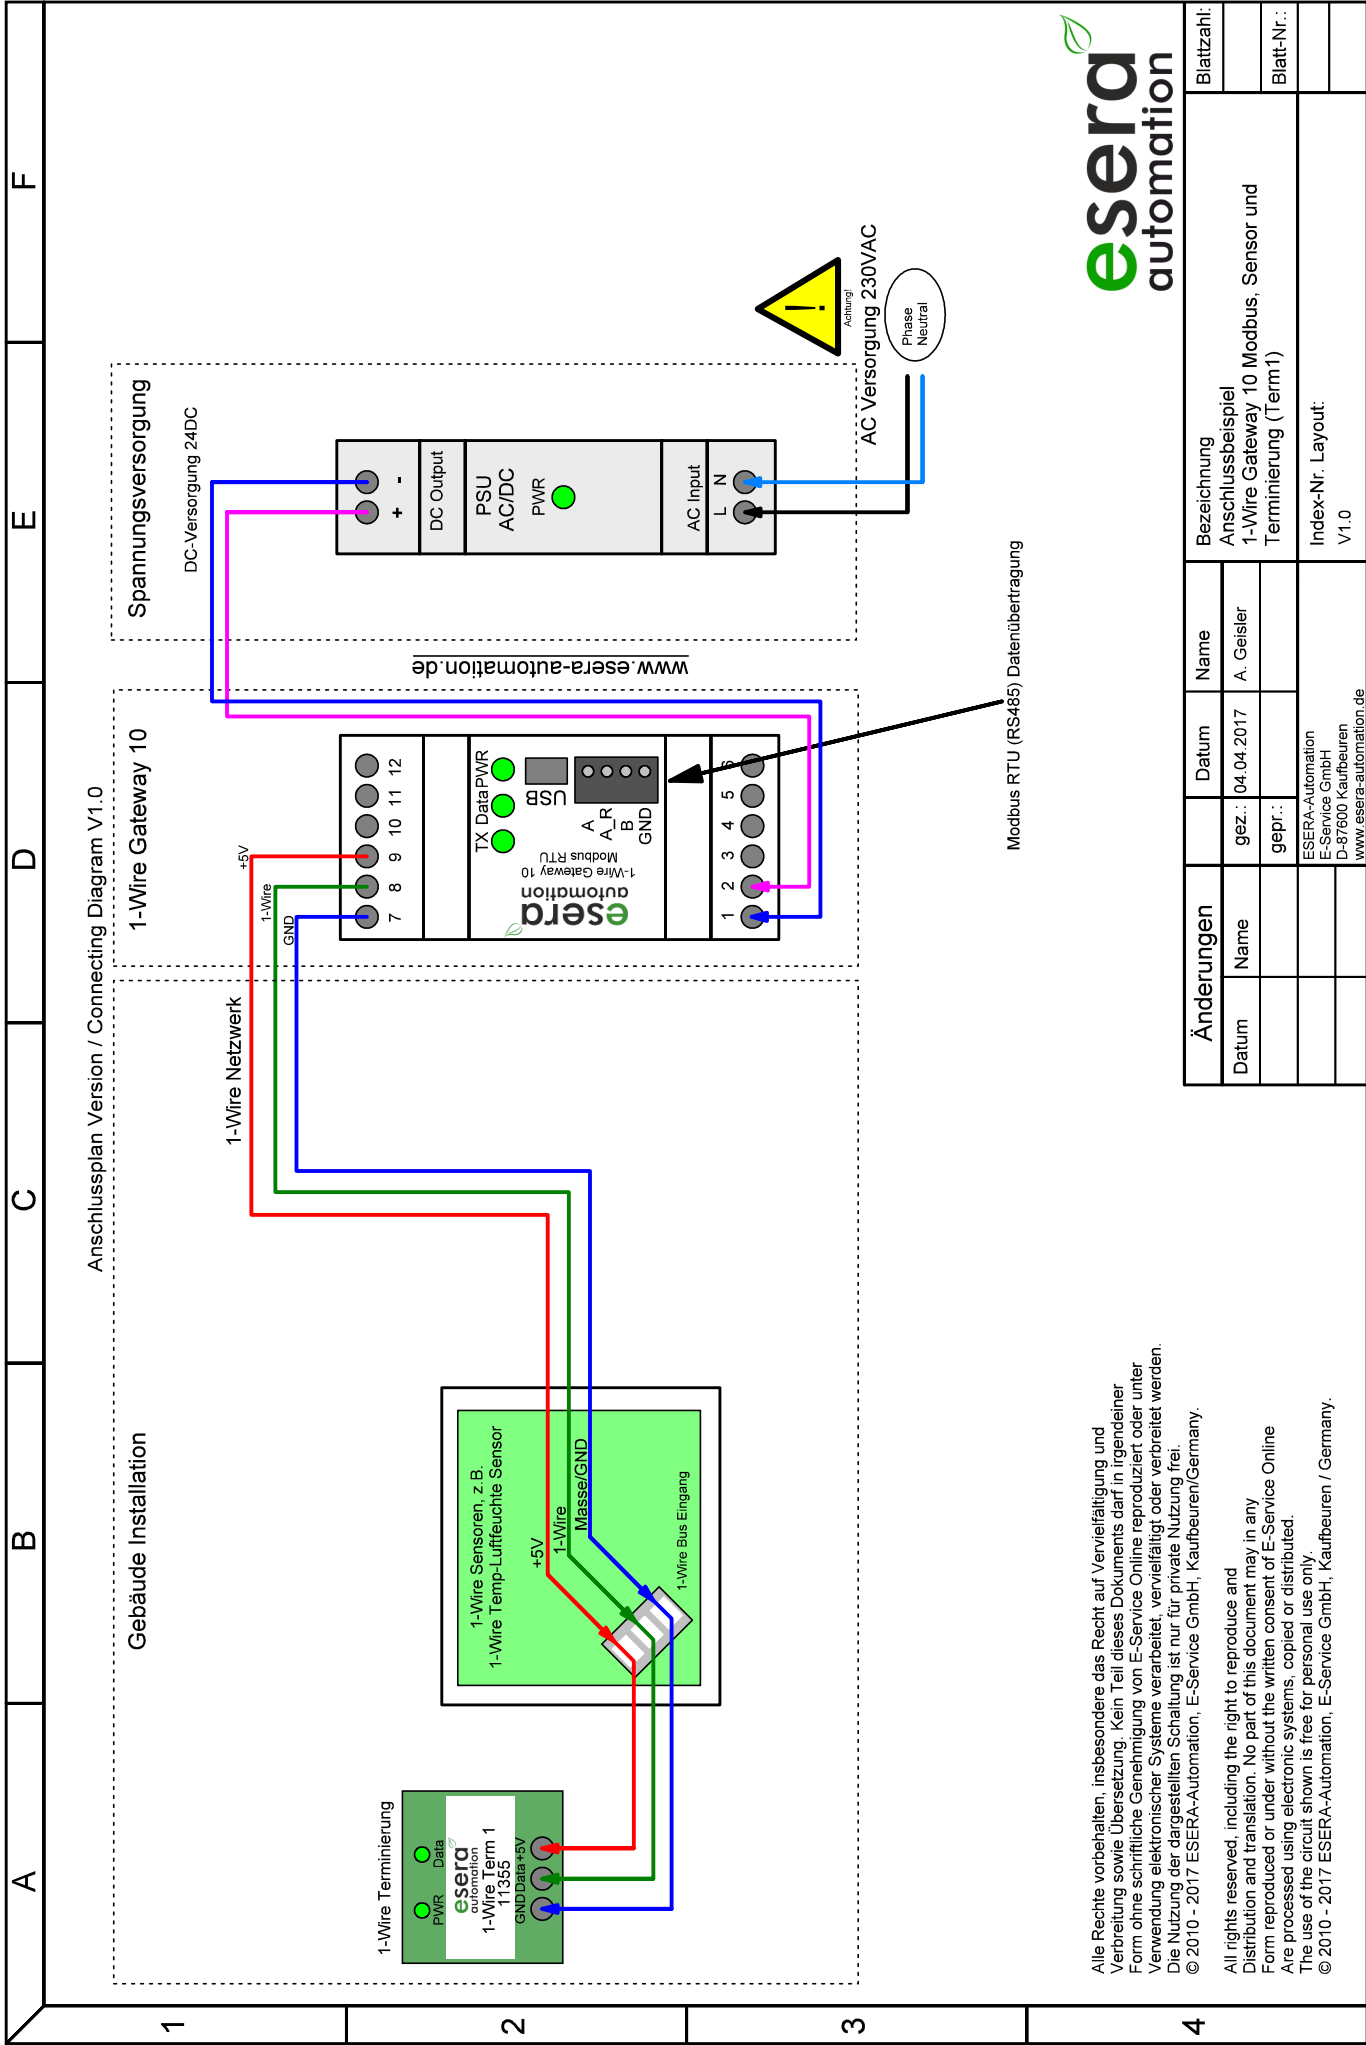 A
B
C
D
E
F
1
2
3
4
Anschlussplan Version / Connecting Diagram V1.0
Gebäude Installation
1-Wire Gateway 10
Spannungsversorgung
1-Wire Netzwerk
+5V
1-Wire
GND
DC-Versorgung 24DC
1-Wire Terminierung
PWR
Data
esera
automation
1-Wire Term 1
11355
GND Data +5V
1-Wire Sensoren, z.B.
1-Wire Temp-Luftfeuchte Sensor
+5V
1-Wire
Masse/GND
1-Wire Bus Eingang
7 8 9 10 11 12
TX Data PWR
USB
A
A_R
B
GND
esera
automation
1-Wire Gateway 10
Modbus RTU
1 2 3 4 5 6
www.esera-automation.de
+ -
DC Output
PSU
AC/DC
PWR
AC Input
L N
Achtung!
AC Versorgung 230VAC
Phase
Neutral
Modbus RTU (RS485) Datenübertragung
esera
automation
Alle Rechte vorbehalten, insbesondere das Recht auf Vervielfältigung und
Verbreitung sowie Übersetzung. Kein Teil dieses Dokuments darf in irgendeiner
Form ohne schriftliche Genehmigung von E-Service Online reproduziert oder unter
Verwendung elektronischer Systeme verarbeitet, vervielfältigt oder verbreitet werden.
Die Nutzung der dargestellten Schaltung ist nur für private Nutzung frei.
© 2010 - 2017 ESERA-Automation, E-Service GmbH, Kaufbeuren/Germany.
All rights reserved, including the right to reproduce and
Distribution and translation. No part of this document may in any
Form reproduced or under without the written consent of E-Service Online
Are processed using electronic systems, copied or distributed.
The use of the circuit shown is free for personal use only.
© 2010 - 2017 ESERA-Automation, E-Service GmbH, Kaufbeuren / Germany.
Änderungen
Datum Name
Datum Name
gez.: 04.04.2017 A. Geisler
gepr.:
ESERA-Automation
E-Service GmbH
D-87600 Kaufbeuren
www.esera-automation.de
Bezeichnung
Anschlussbeispiel
1-Wire Gateway 10 Modbus, Sensor und
Terminierung (Term1)
Index-Nr. Layout:
V1.0
Blattzahl:
Blatt-Nr.: